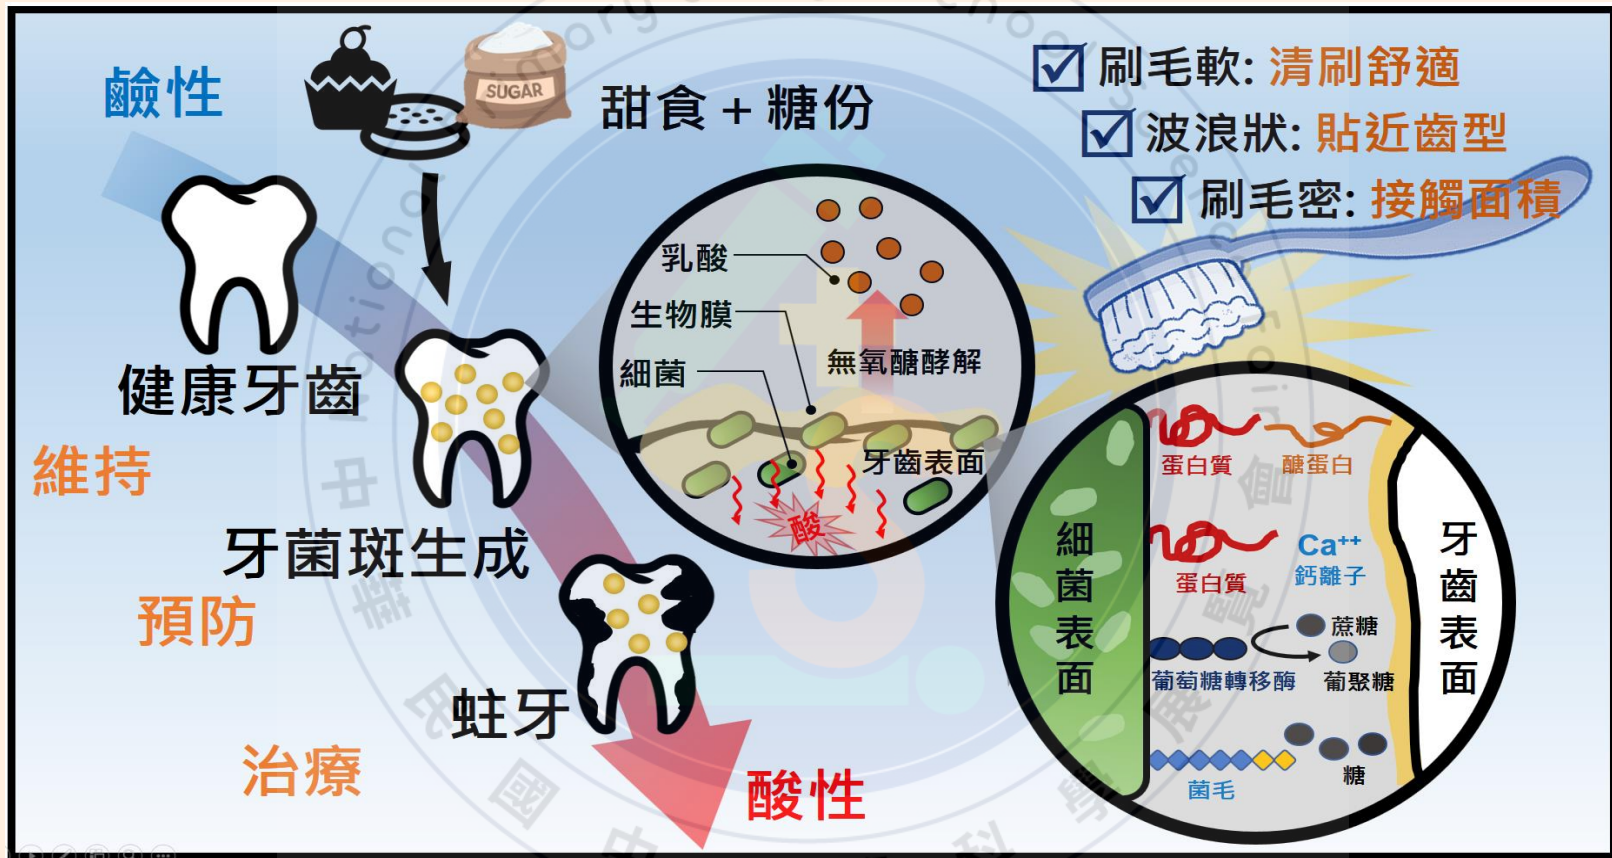 鹼性
SUGAR
甜食 + 糖份
刷毛軟: 清刷舒適
波浪狀: 貼近齒型
刷毛密: 接觸面積
健康牙齒
維持
牙菌斑生成
預防
蛀牙
治療
酸性
乳酸
生物膜
細菌
無氧醣酵解
牙齒表面
酸
細菌表面
蛋白質
醣蛋白
蛋白質
Ca++
鈣離子
蔗糖
葡萄糖轉移酶
葡聚糖
糖
菌毛
牙齒表面